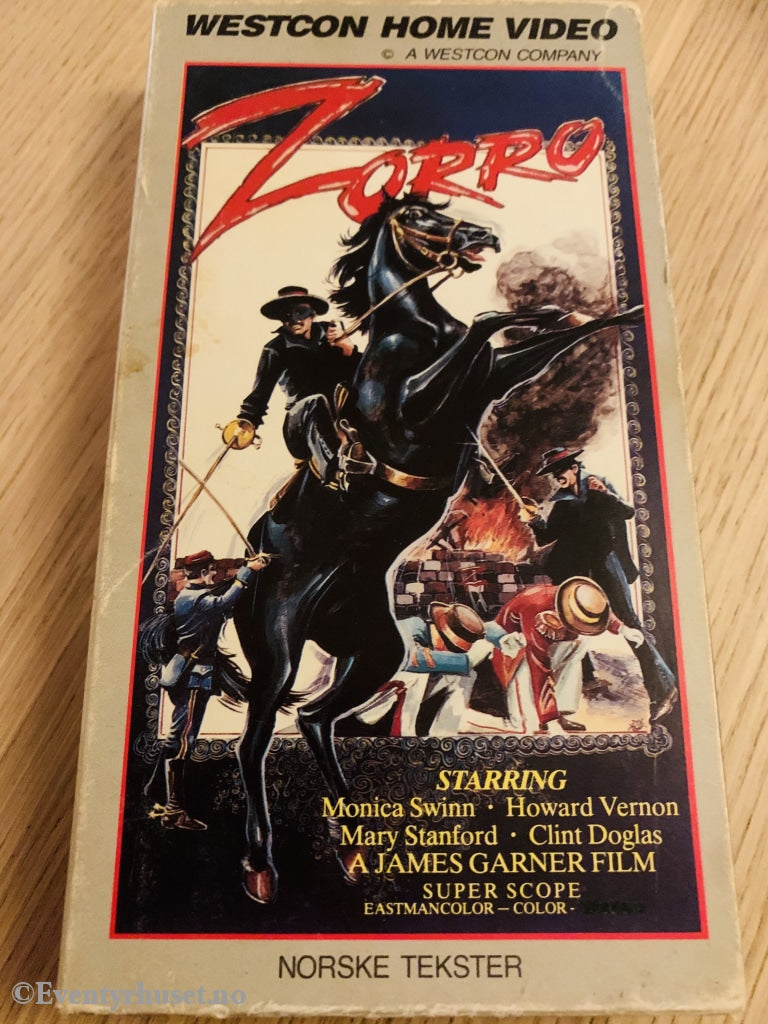 WESTCON HOME VIDEO
© A WESTCON COMPANY
ZORRO
STARRING
Monica Swinn · Howard Vernon
Mary Stanford · Clint Doglas
A JAMES GARNER FILM
SUPER SCOPE
EASTMANCOLOR – COLOR -
NORSKE TEKSTER
©Eventyrhuset.no